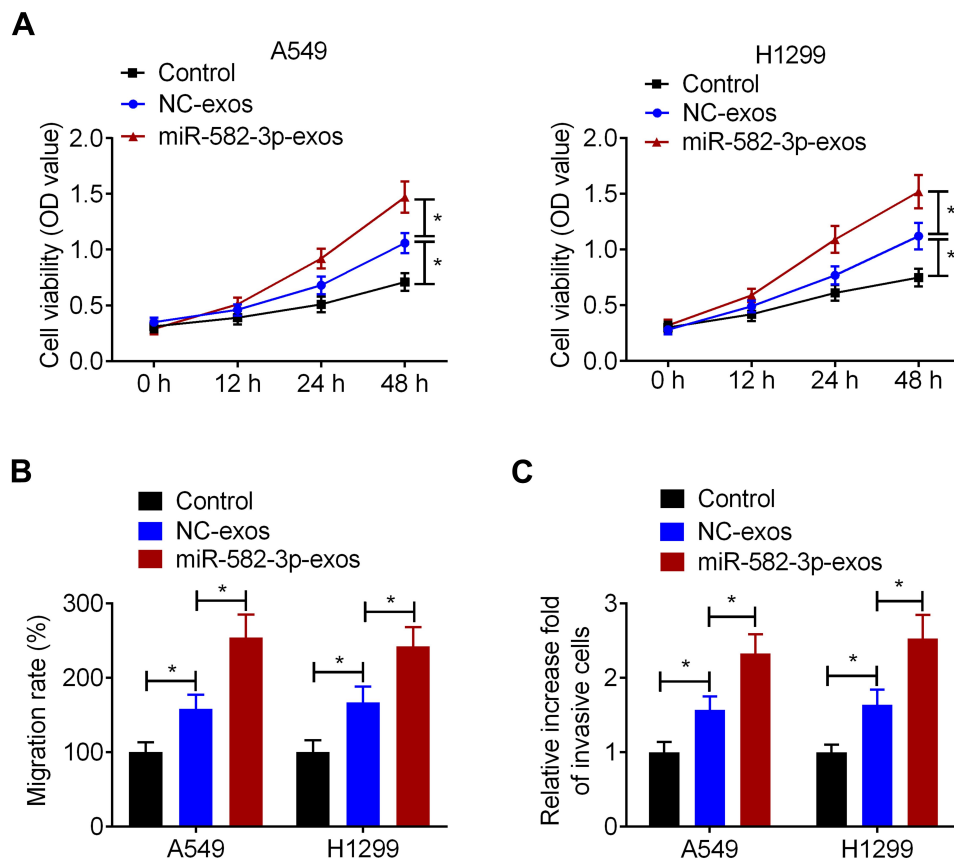 A
A549
Control
NC-exos
miR-582-3p-exos
Cell viability (OD value)
2.0
1.5
1.0
0.5
0.0
0 h 12 h 24 h 48 h
*
*
H1299
Control
NC-exos
miR-582-3p-exos
Cell viability (OD value)
2.0
1.5
1.0
0.5
0.0
0 h 12 h 24 h 48 h
*
*
B
Control
NC-exos
miR-582-3p-exos
Migration rate (%)
300
200
100
0
* * * *
A549 H1299
C
Control
NC-exos
miR-582-3p-exos
Relative increase fold
of invasive cells
3
2
1
0
* * * *
A549 H1299